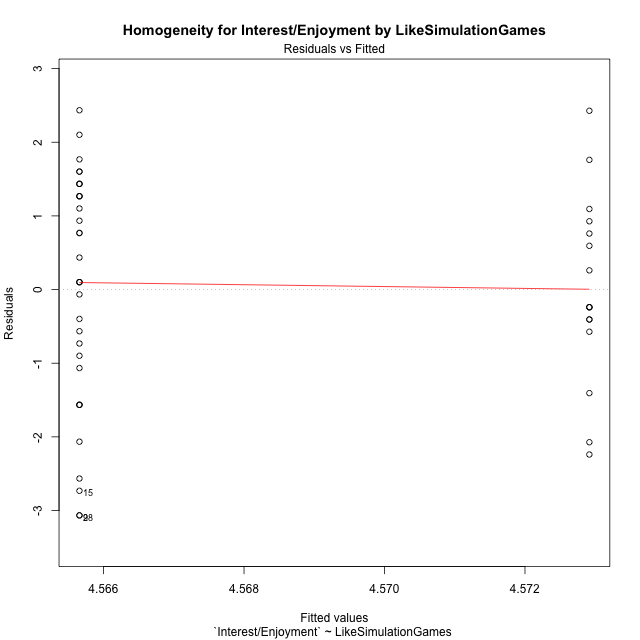 Homogeneity for Interest/Enjoyment by LikeSimulationGames
Residuals vs Fitted
3
2
1
0
-1
-2
-3
Residuals
15
4.566
4.568
4.570
4.572
Fitted values
`Interest/Enjoyment` ~ LikeSimulationGames